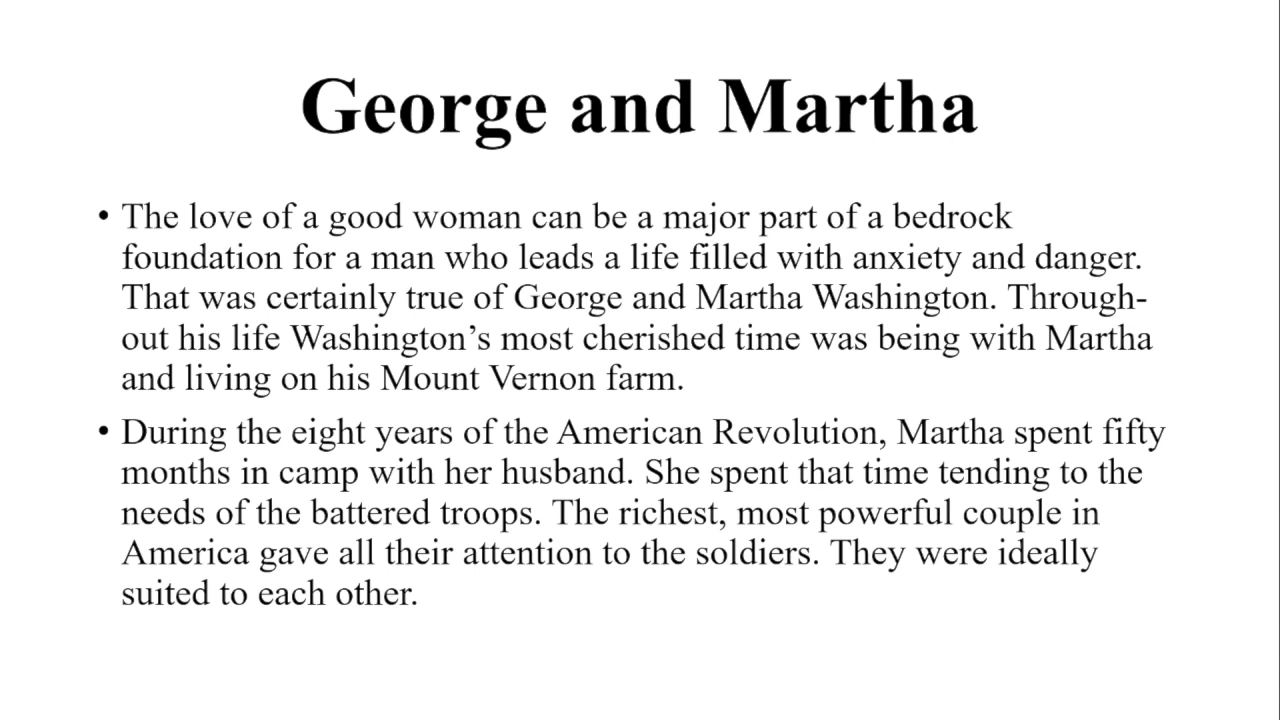 George and Martha
• The love of a good woman can be a major part of a bedrock
foundation for a man who leads a life filled with anxiety and danger.
That was certainly true of George and Martha Washington. Through-
out his life Washington’s most cherished time was being with Martha
and living on his Mount Vernon farm.
• During the eight years of the American Revolution, Martha spent fifty
months in camp with her husband. She spent that time tending to the
needs of the battered troops. The richest, most powerful couple in
America gave all their attention to the soldiers. They were ideally
suited to each other.